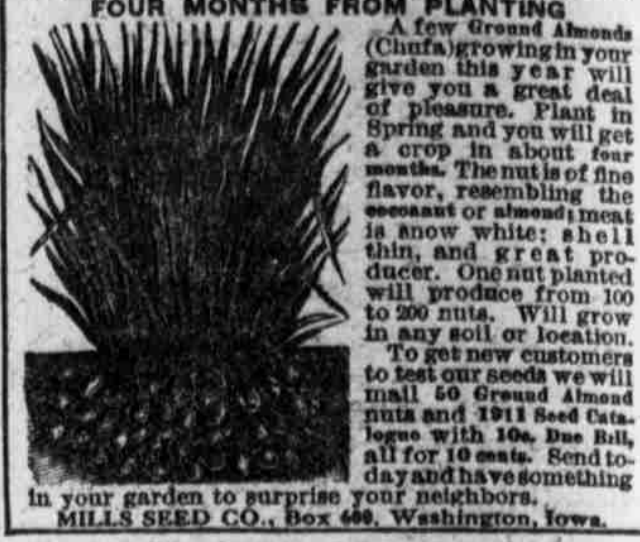 FOUR MONTHS FROM PLANTING
A few Ground Almonds
(Chufa) growing in your
garden this year will
give you a great deal
of pleasure. Plant in
Spring and you will get
a crop in about four
months. The nut is of fine
flavor, resembling the
cocoanut or almond; meat
is snow white; shell
thin, and great pro-
ducer. One nut planted
will produce from 100
to 200 nuts. Will grow
in any soil or location.
To get new customers
to test our seeds we will
mail 50 Ground Almond
nuts and 1911 Seed Cata-
logue with 10c. Due Bill,
all for 10 cents. Send to-
day and have something
in your garden to surprise your neighbors.
MILLS SEED CO., Box 600, Washington, Iowa.